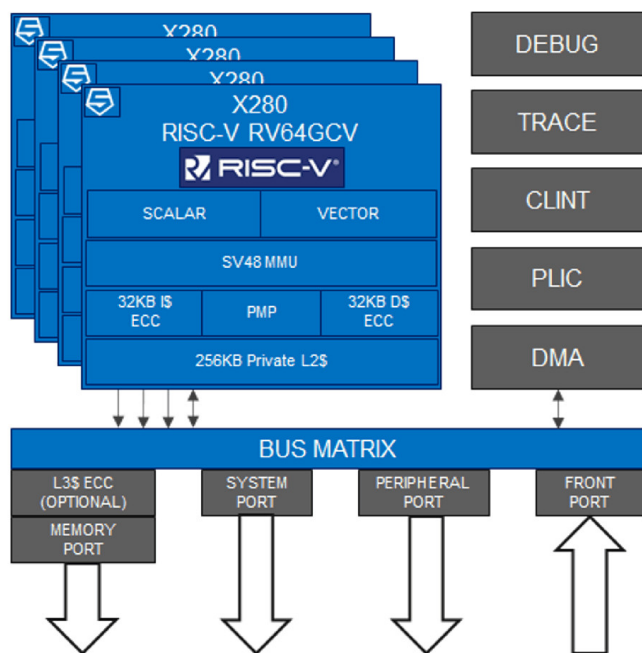 X280
X280
X280
X280
RISC-V RV64GCV
RISC-V®
SCALAR
VECTOR
SV48 MMU
32KB I$
ECC
PMP
32KB D$
ECC
256KB Private L2$
DEBUG
TRACE
CLINT
PLIC
DMA
BUS MATRIX
L3$ ECC
(OPTIONAL)
MEMORY
PORT
SYSTEM
PORT
PERIPHERAL
PORT
FRONT
PORT